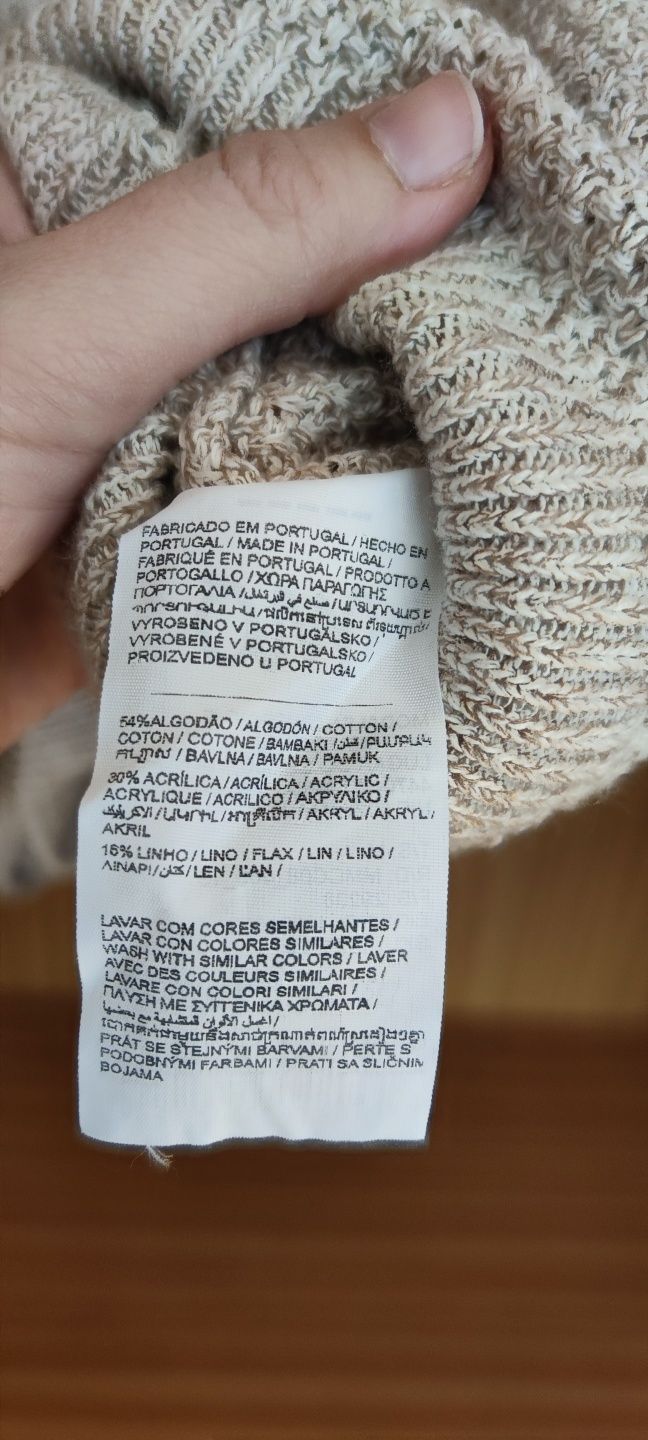 FABRICADO EM PORTUGAL / HECHO EN
PORTUGAL / MADE IN PORTUGAL /
FABRIQUÉ EN PORTUGAL / PRODOTTO A
PORTOGALLO / ΧΩΡΑ ΠΑΡΑΓΩΓΗΣ
ΠΟΡΤΟΓΑΛΙΑ /
VYROBENO V PORTUGALSKO /
VYROBENÉ V PORTUGALSKO /
PROIZVEDENO U PORTUGAL
54%ALGODÃO / ALGODÓN / COTTON /
COTON / COTONE / BAMBAKI / قطن /
/ BAVLNA / BAVLNA / PAMUK
30% ACRÍLICA / ACRÍLICA / ACRYLIC /
ACRYLIQUE / ACRILICO / ΑΚΡΥΛΙΚΟ /
/ AKRYL / AKRYL /
AKRIL
16% LINHO / LINO / FLAX / LIN / LINO /
ΛΙΝΑΡΙ / كتان / LEN / ĽAN /
LAVAR COM CORES SEMELHANTES /
LAVAR CON COLORES SIMILARES /
WASH WITH SIMILAR COLORS / LAVER
AVEC DES COULEURS SIMILAIRES /
LAVARE CON COLORI SIMILARI /
ΠΛΥΣΗ ΜΕ ΣΥΓΓΕΝΙΚΑ ΧΡΩΜΑΤΑ /
PRÁT SE STEJNÝMI BARVAMI / PERTE S
PODOBNÝMI FARBAMI / PRATI SA SLIČNIM
BOJAMA